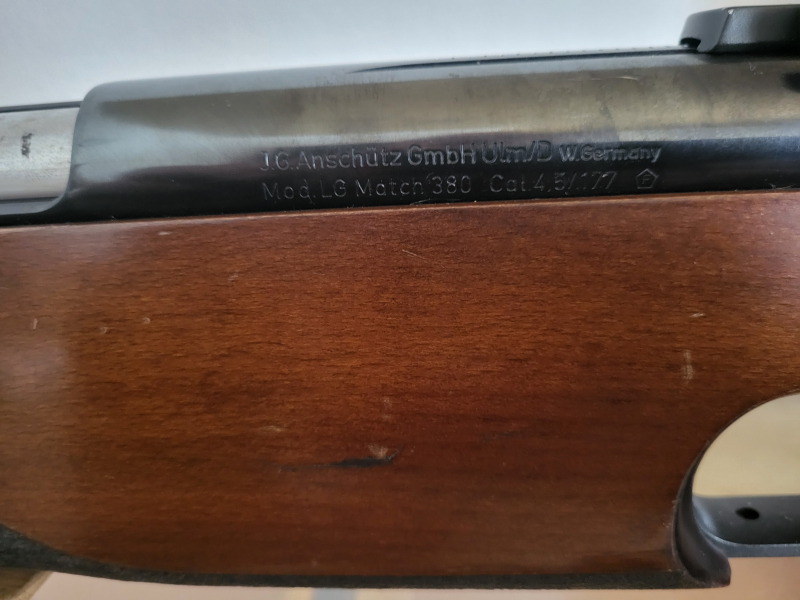 J.G.Anschütz GmbH Ulm/D W.Germany
Mod. LG Match 380 Cal. 4,5/.177 F